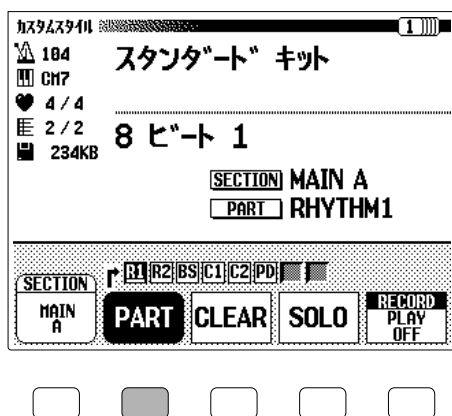 カスタムスタイル 1
104
CM7
4/4
2/2
234KB
スタンダード キット
8 ビート 1
SECTION MAIN A
PART RHYTHM1
R1 R2 BS C1 C2 PD
SECTION
MAIN
A
PART
CLEAR
SOLO
RECORD
PLAY
OFF